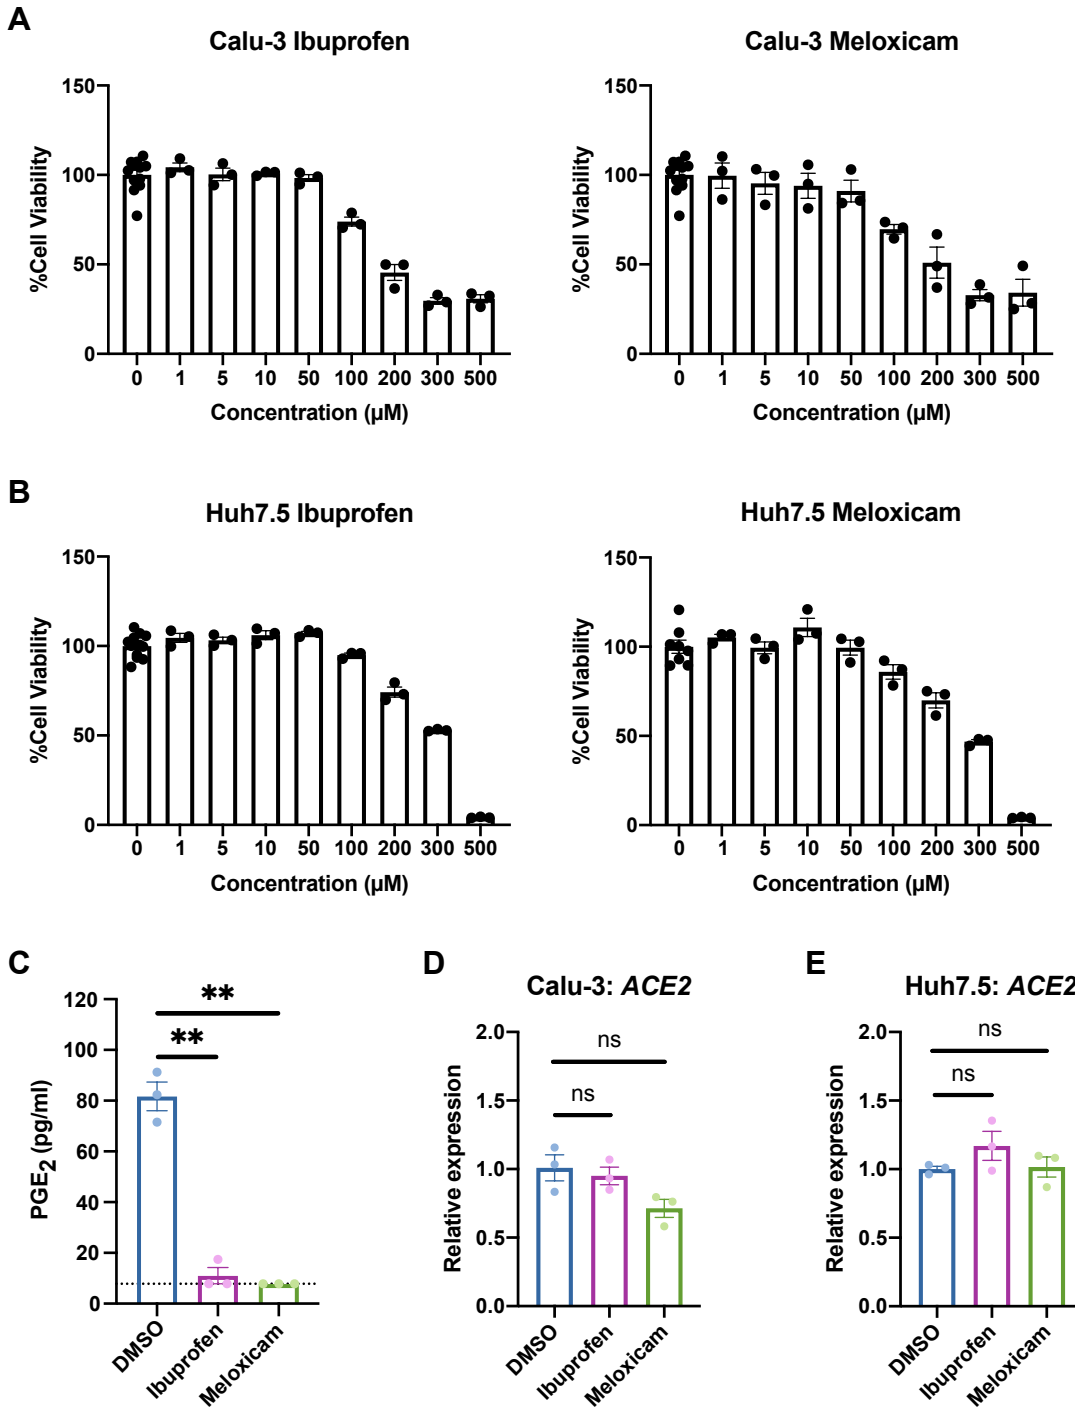 A
Calu-3 Ibuprofen
Calu-3 Meloxicam
%Cell Viability
150
100
50
0
0 1 5 10 50 100 200 300 500
Concentration (µM)
%Cell Viability
150
100
50
0
0 1 5 10 50 100 200 300 500
Concentration (µM)
B
Huh7.5 Ibuprofen
Huh7.5 Meloxicam
%Cell Viability
150
100
50
0
0 1 5 10 50 100 200 300 500
Concentration (µM)
%Cell Viability
150
100
50
0
0 1 5 10 50 100 200 300 500
Concentration (µM)
C
**
**
PGE2 (pg/ml)
120
100
80
60
40
20
0
DMSO
Ibuprofen
Meloxicam
D
Calu-3: ACE2
ns
ns
Relative expression
2.0
1.5
1.0
0.5
0.0
DMSO
Ibuprofen
Meloxicam
E
Huh7.5: ACE2
ns
ns
Relative expression
2.0
1.5
1.0
0.5
0.0
DMSO
Ibuprofen
Meloxicam